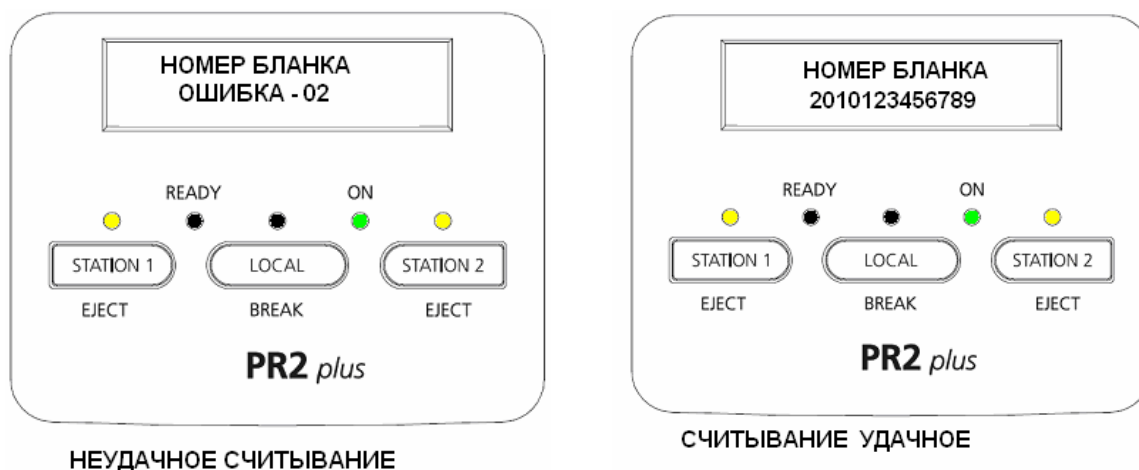 НОМЕР БЛАНКА
ОШИБКА - 02
READY ON
STATION 1 LOCAL STATION 2
EJECT BREAK EJECT
PR2 plus
НЕУДАЧНОЕ СЧИТЫВАНИЕ
НОМЕР БЛАНКА
2010123456789
READY ON
STATION 1 LOCAL STATION 2
EJECT BREAK EJECT
PR2 plus
СЧИТЫВАНИЕ УДАЧНОЕ